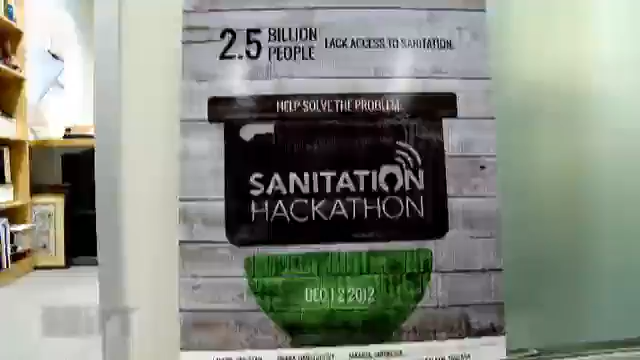 2.5 BILLION PEOPLE LACK ACCESS TO SANITATION.
HELP SOLVE THE PROBLEM.
SANITATION
HACKATHON
DEC 1 2 2012